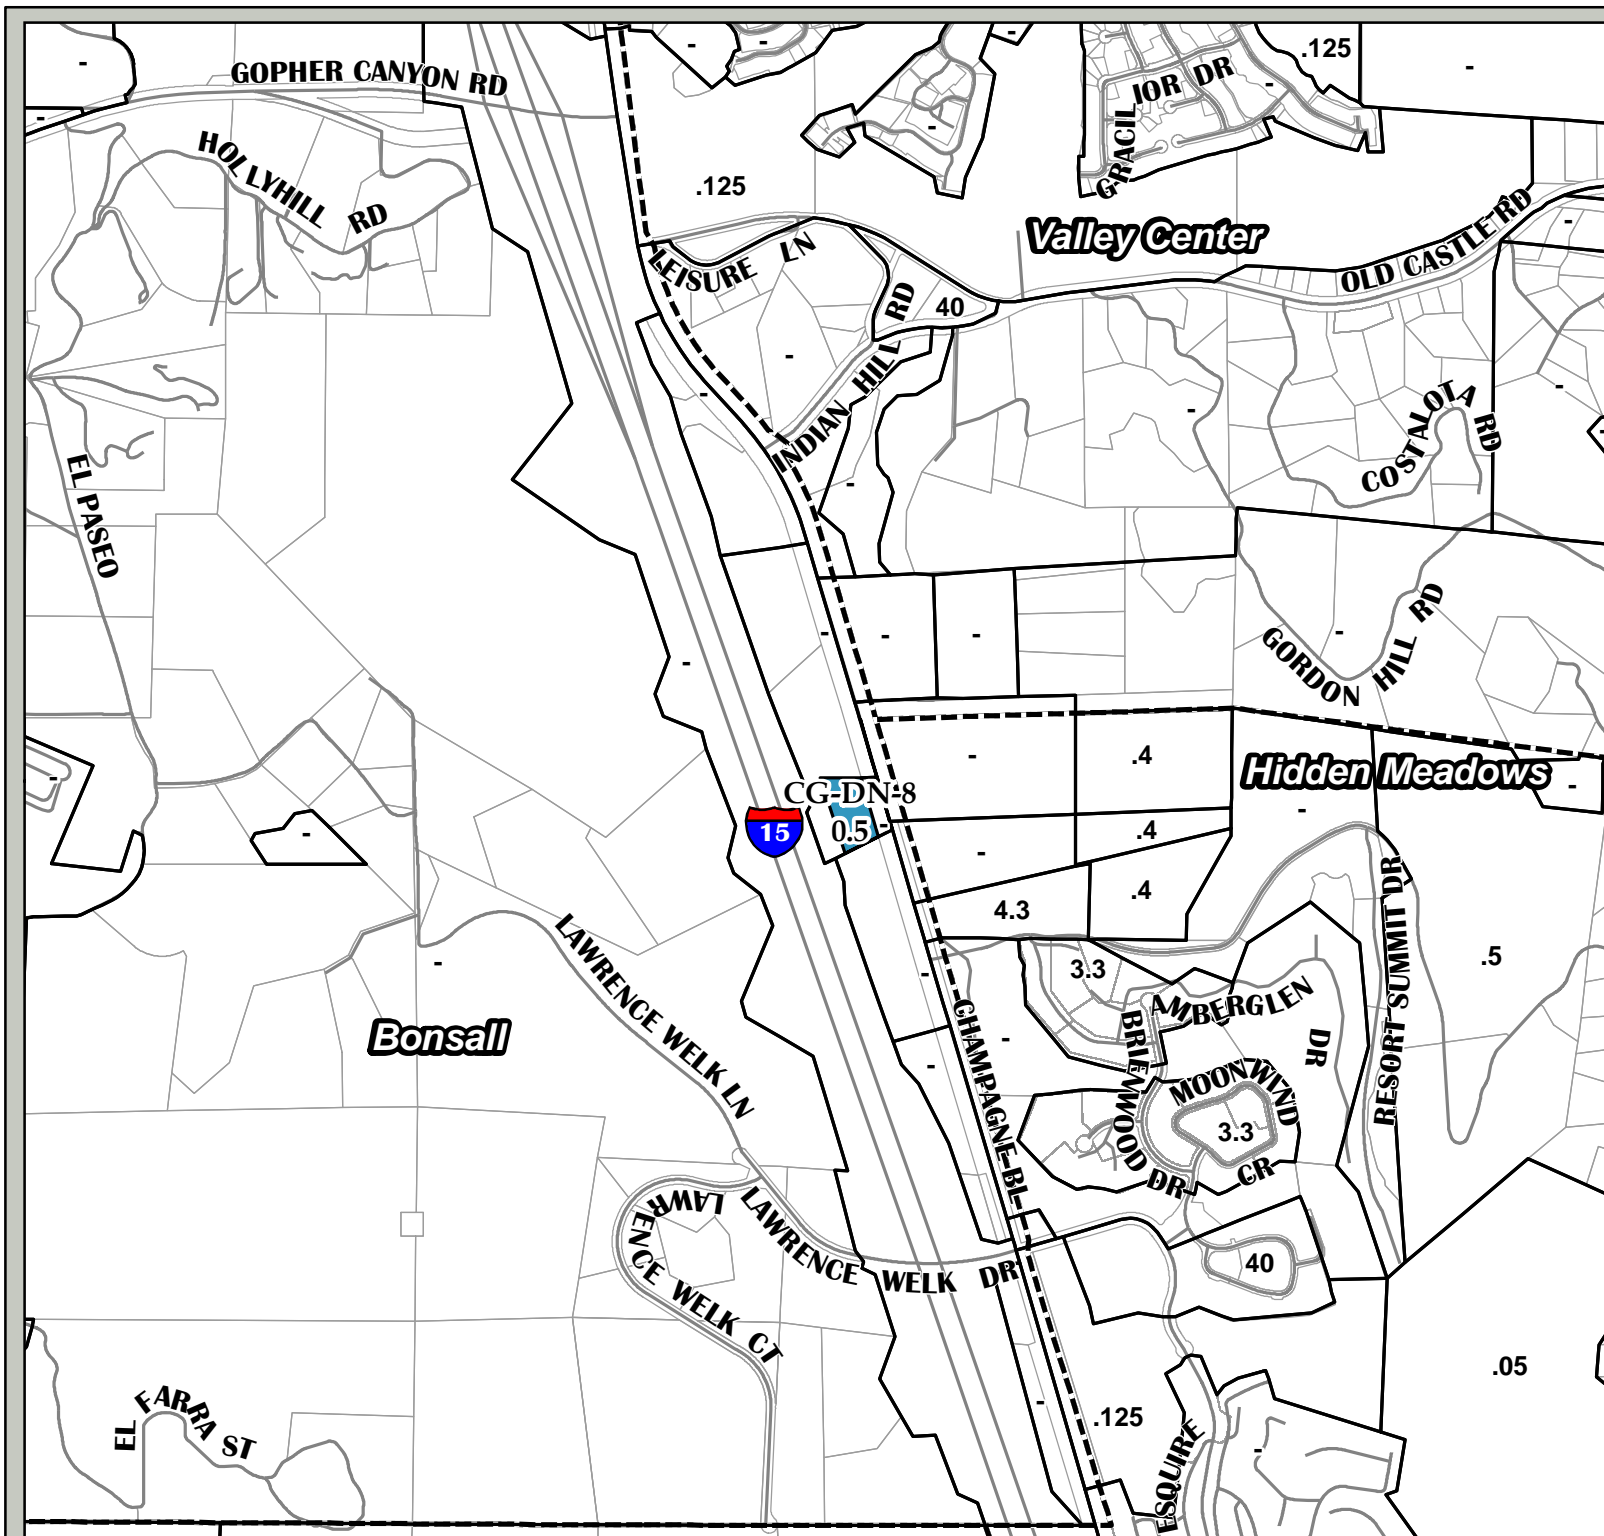 .125
-
-
-
-
-
GOPHER CANYON RD
-
-
-
GRACILIOR DR
HOLLYHILL RD
.125
Valley Center
OLD CASTLE RD
-
LEISURE LN
40
INDIAN HILL RD
-
-
-
-
-
COSTALOTA RD
EL PASEO
-
-
-
-
-
GORDON HILL RD
-
-
.4
Hidden Meadows
-
-
-
CG-DN-8
0.5
-
15
-
.4
-
4.3
.4
RESORT SUMMIT DR
.5
LAWRENCE WELK LN
-
-
3.3
AMBERGLEN DR
Bonsall
CHAMPAGNE BL
-
-
BRIENWOOD DR
MOONWIND CR
3.3
LAWRENCE WELK CT
LAWRENCE WELK DR
40
.05
EL FARRA ST
-
.125
ESQUIRE
-